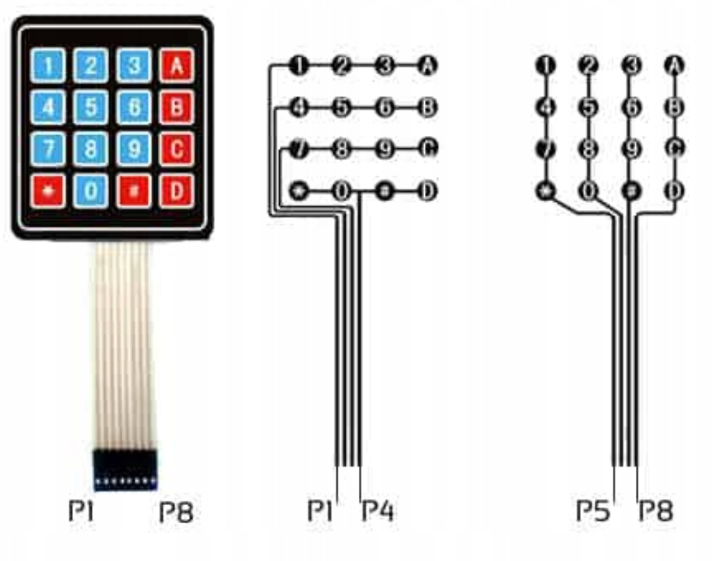 1 2 3 A 1 2 3 A 1 2 3 A
4 5 6 B 4 5 6 B 4 5 6 B
7 8 9 C 7 8 9 C 7 8 9 C
* 0 # D * 0 # D * 0 # D
P1 P8 P1 P4 P5 P8